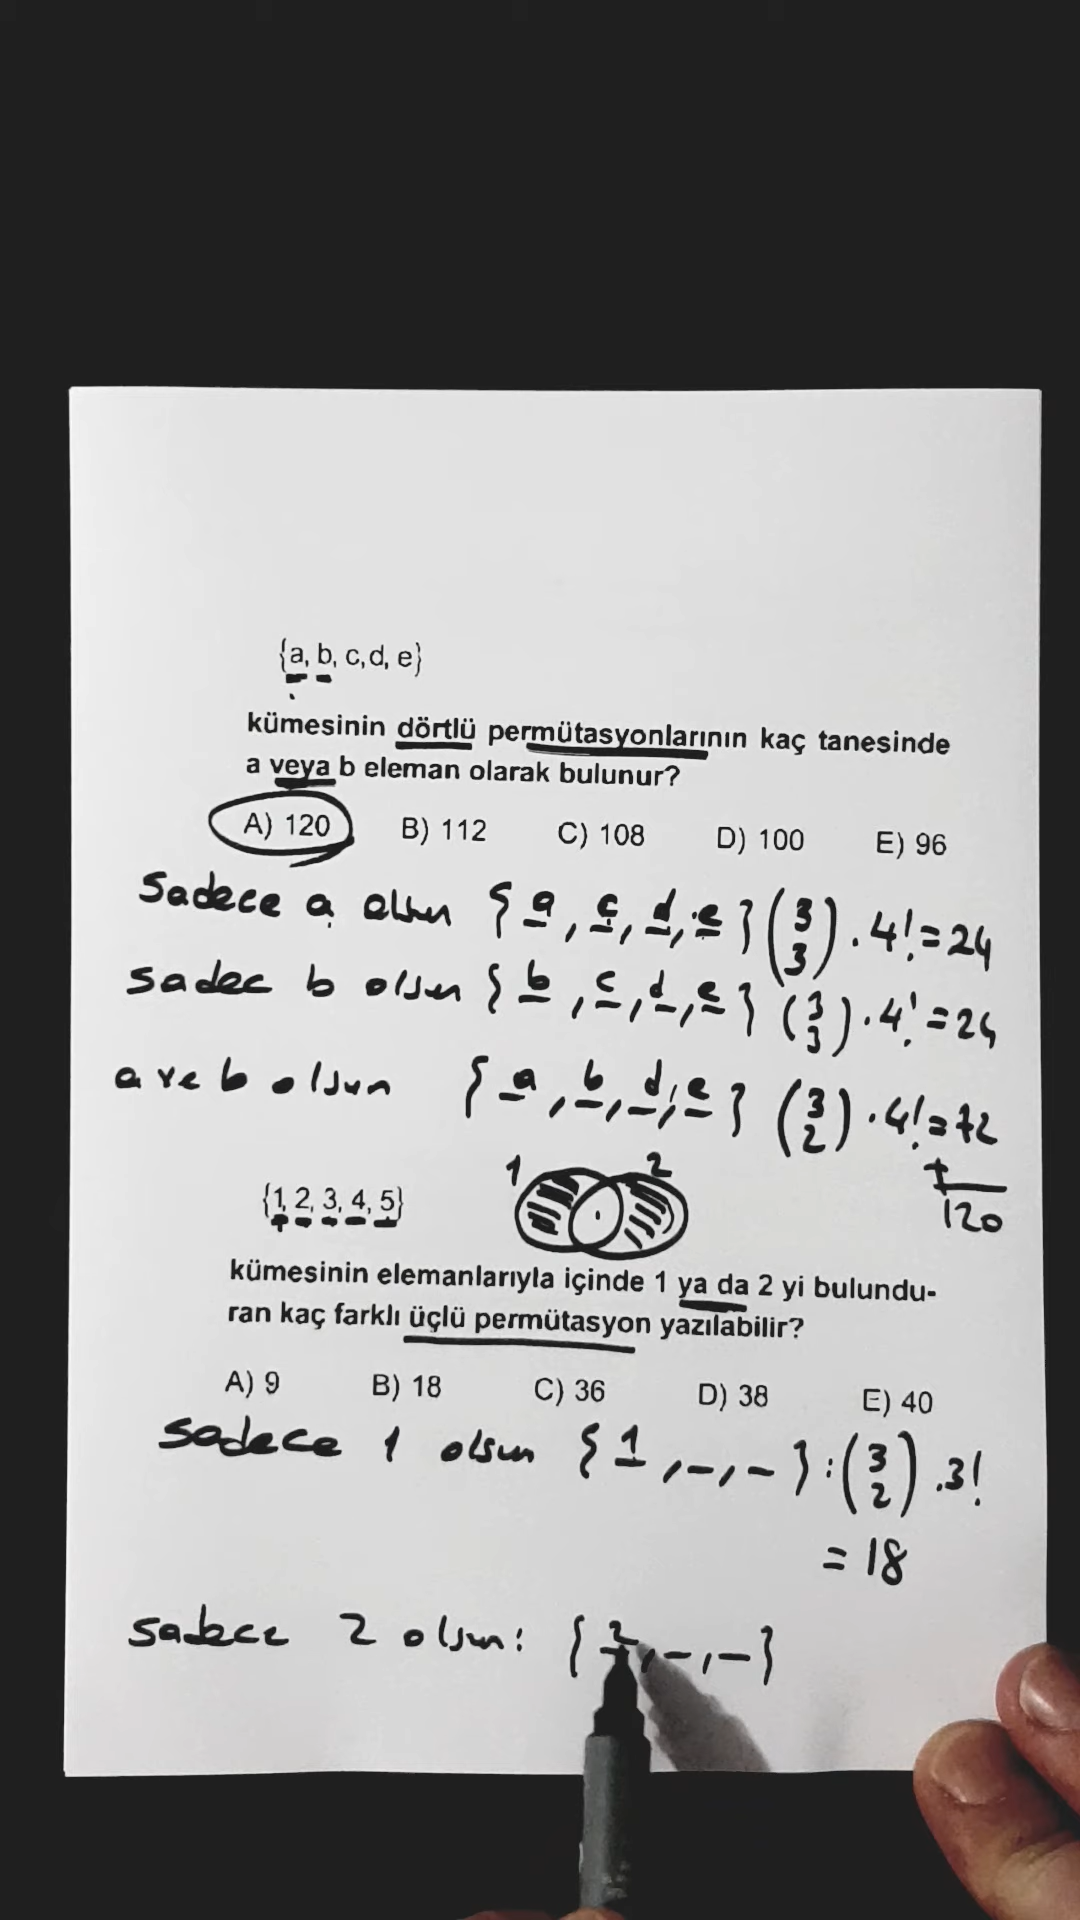 {a, b, c,d, e}
kümesinin dörtlü permütasyonlarının kaç tanesinde
a veya b eleman olarak bulunur?
A) 120 B) 112 C) 108 D) 100 E) 96
Sadece a olsun { a , c, d, e } (3 3) . 4! = 24
sadec b olsun { b , c, d, e } (3 3) . 4! = 24
a ve b olsun { a , b, d, e } (3 2) . 4! = 72
+
120
1 2
{1, 2, 3, 4, 5}
kümesinin elemanlarıyla içinde 1 ya da 2 yi bulundu-
ran kaç farklı üçlü permütasyon yazılabilir?
A) 9 B) 18 C) 36 D) 38 E) 40
sadece 1 olsun { 1 , _ , _ } : (3 2) . 3!
= 18
sadece 2 olsun: { 2 , _ , _ }